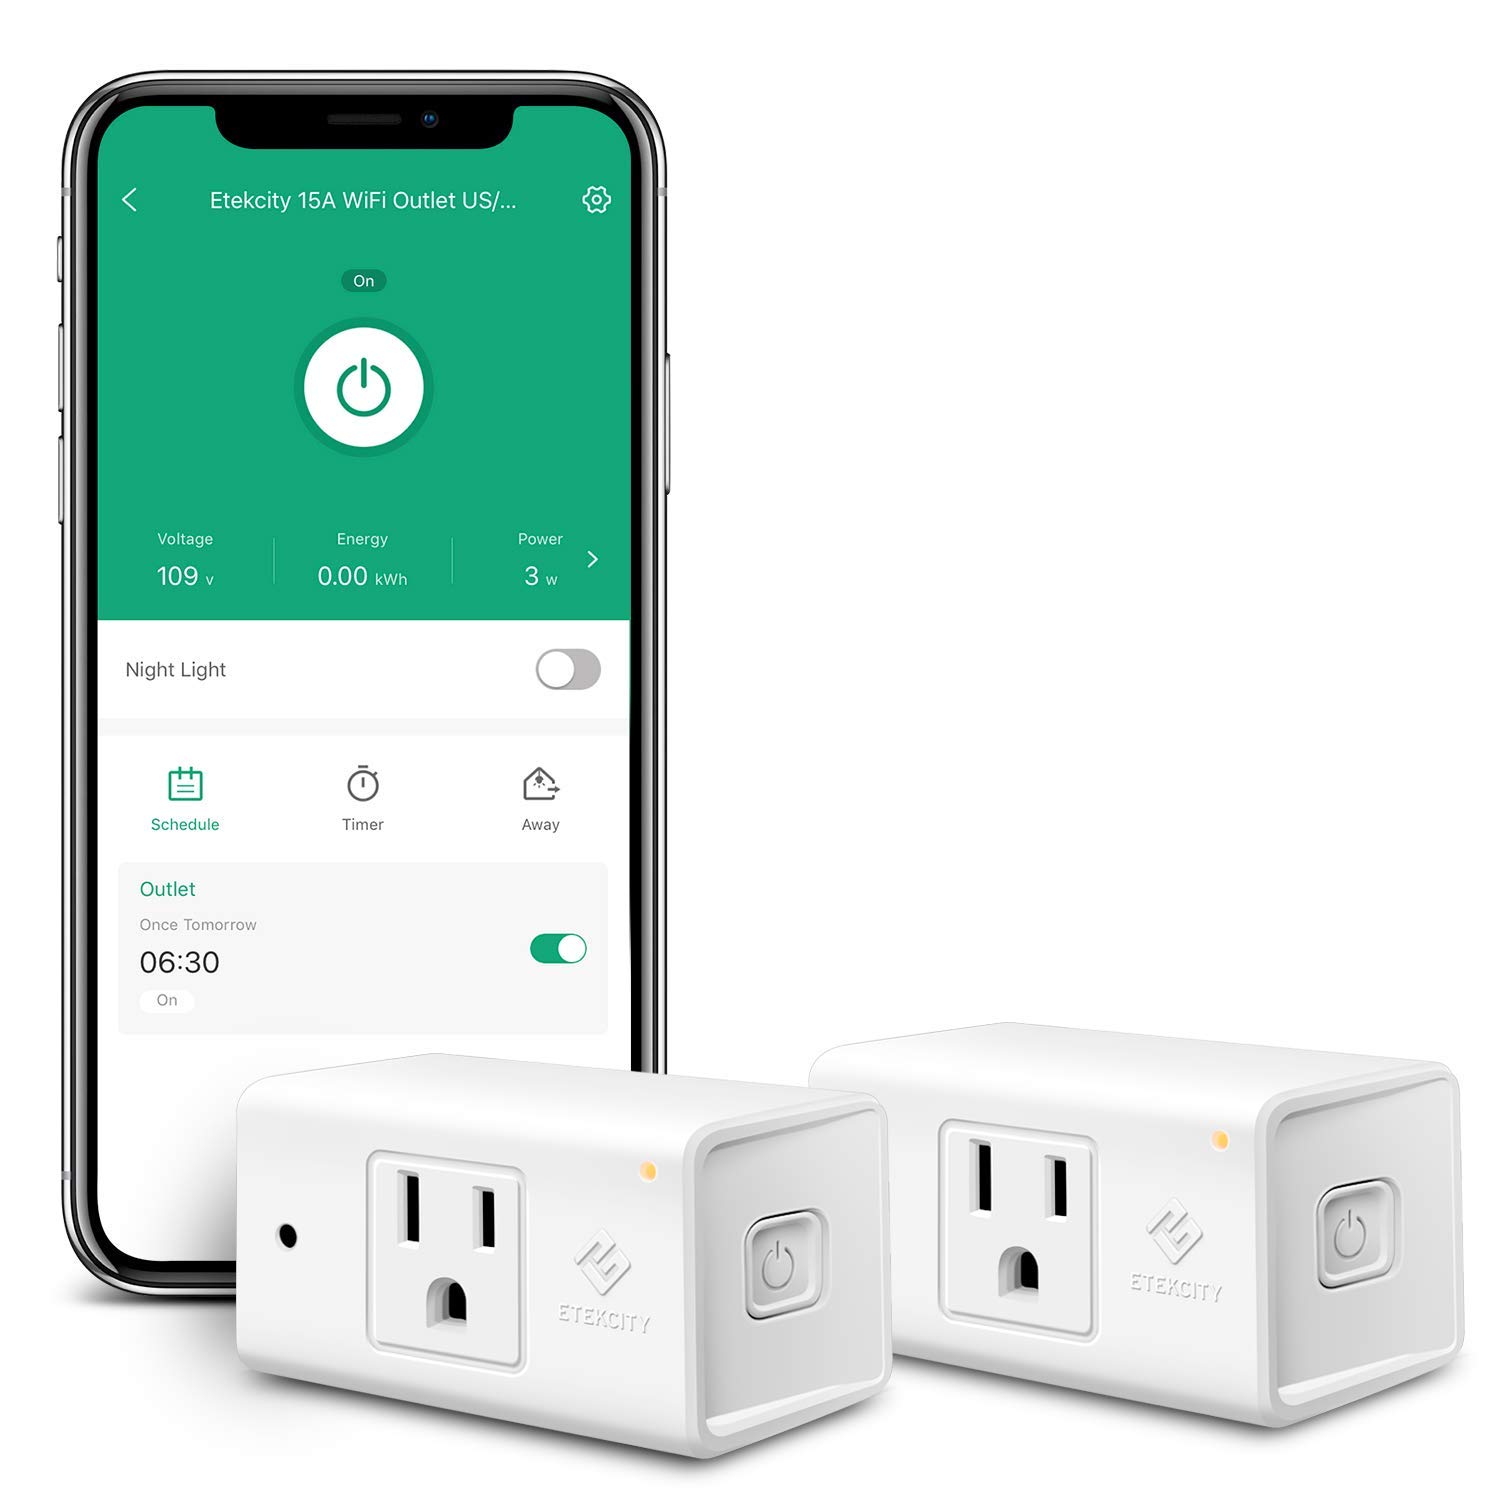 Etekcity 15A WiFi Outlet US/...
On
Voltage Energy Power
109 v 0.00 kWh 3 w
Night Light
Schedule Timer Away
Outlet
Once Tomorrow
06:30
On
ETEKCITY
ETEKCITY